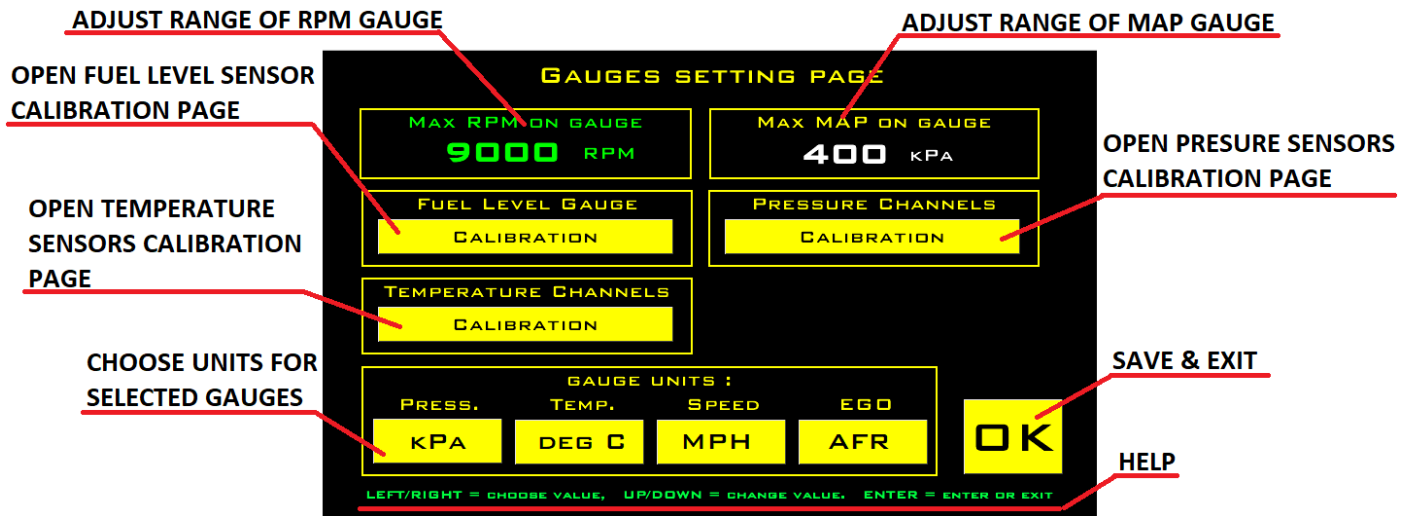 ADJUST RANGE OF RPM GAUGE
ADJUST RANGE OF MAP GAUGE
OPEN FUEL LEVEL SENSOR
CALIBRATION PAGE
OPEN TEMPERATURE
SENSORS CALIBRATION
PAGE
CHOOSE UNITS FOR
SELECTED GAUGES
GAUGES SETTING PAGE
MAX RPM ON GAUGE
9000 RPM
MAX MAP ON GAUGE
400 KPA
FUEL LEVEL GAUGE
CALIBRATION
PRESSURE CHANNELS
CALIBRATION
TEMPERATURE CHANNELS
CALIBRATION
GAUGE UNITS :
PRESS. TEMP. SPEED EGO
KPA DEG C MPH AFR
OK
LEFT/RIGHT = CHOOSE VALUE, UP/DOWN = CHANGE VALUE. ENTER = ENTER OR EXIT
OPEN PRESURE SENSORS
CALIBRATION PAGE
SAVE & EXIT
HELP